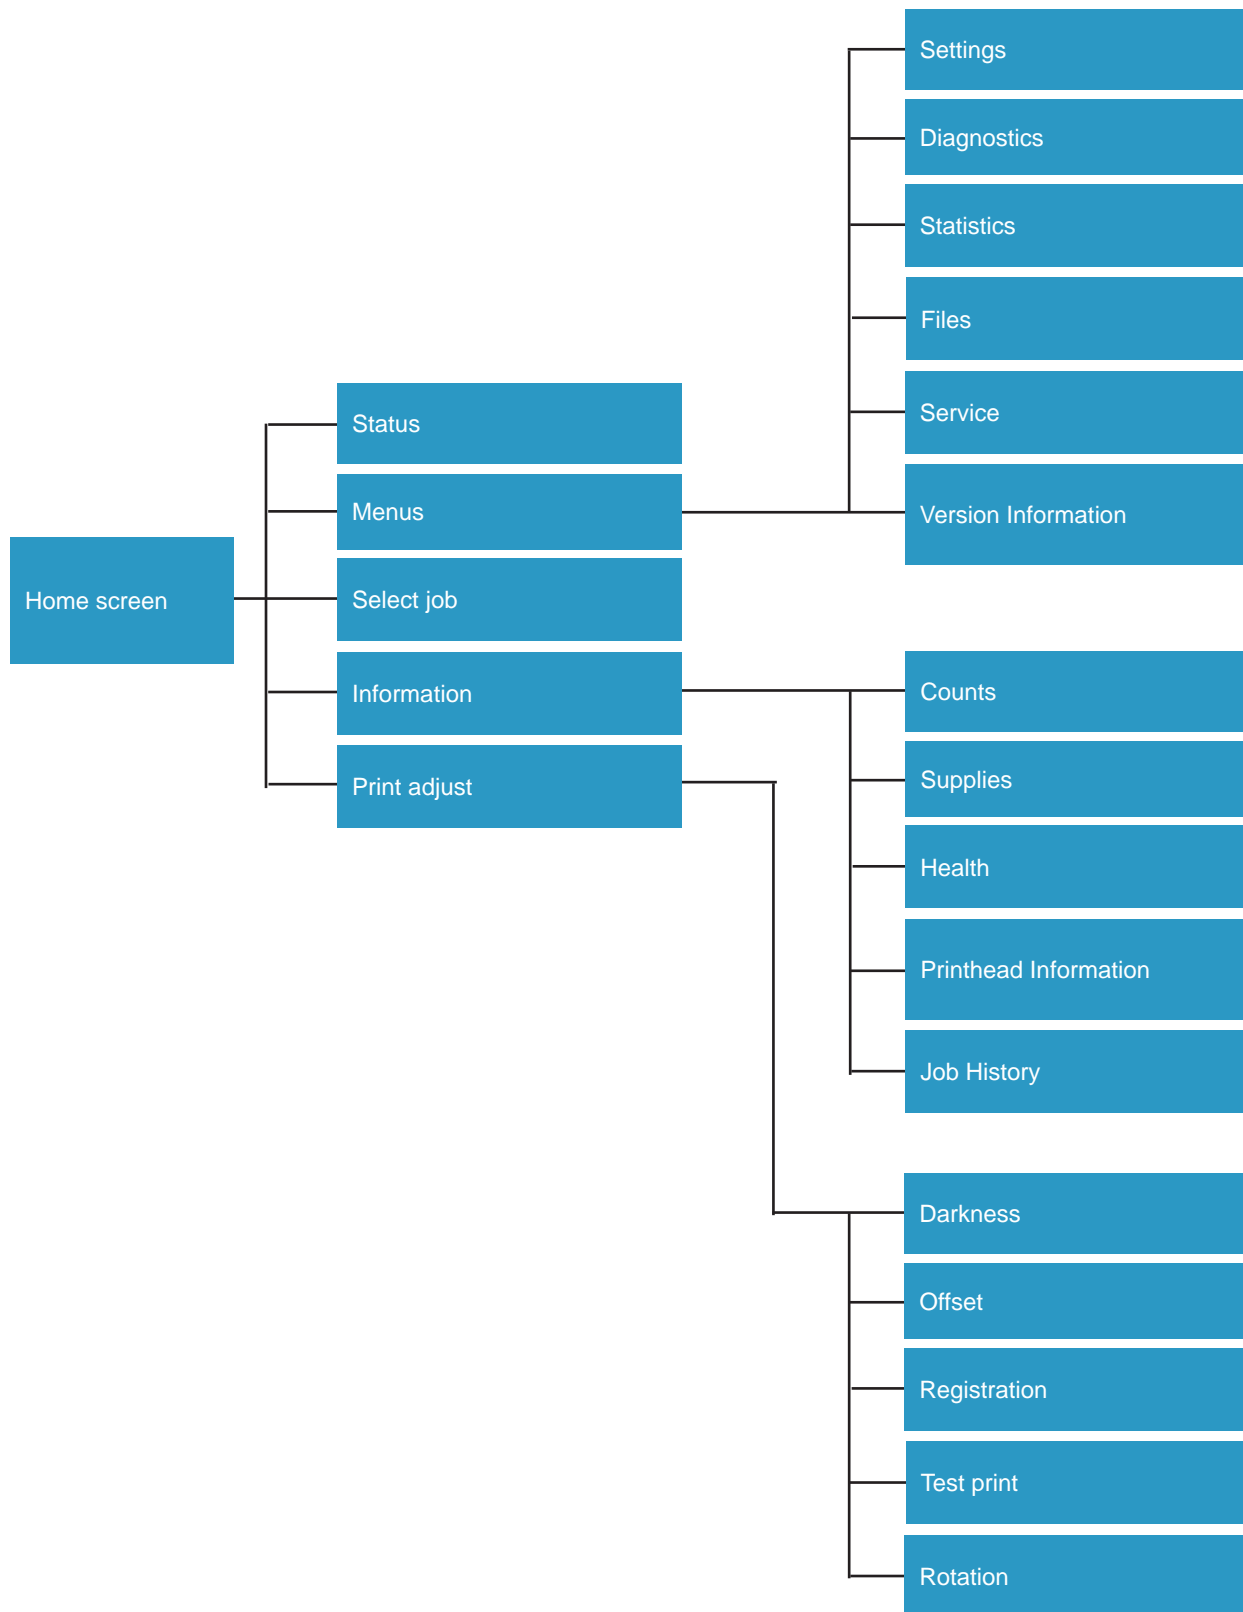 Home screen
Status
Menus
Select job
Information
Print adjust
Settings
Diagnostics
Statistics
Files
Service
Version Information
Counts
Supplies
Health
Printhead Information
Job History
Darkness
Offset
Registration
Test print
Rotation